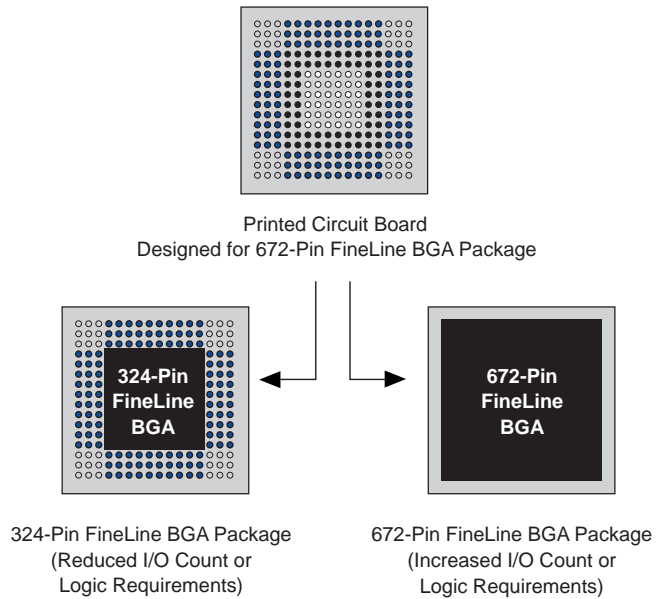 Printed Circuit Board
Designed for 672-Pin FineLine BGA Package
324-Pin
FineLine
BGA
672-Pin
FineLine
BGA
324-Pin FineLine BGA Package
(Reduced I/O Count or
Logic Requirements)
672-Pin FineLine BGA Package
(Increased I/O Count or
Logic Requirements)